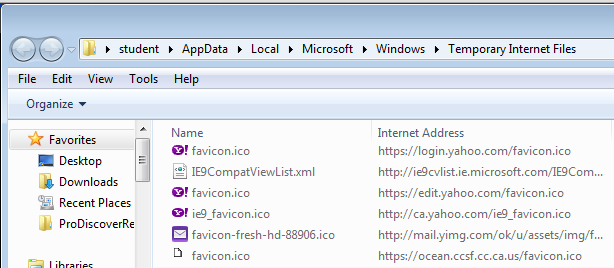 student AppData Local Microsoft Windows Temporary Internet Files
File Edit View Tools Help
Organize
Favorites
Desktop
Downloads
Recent Places
ProDiscoverRe
Libraries
Name Internet Address
favicon.ico https://login.yahoo.com/favicon.ico
IE9CompatViewList.xml http://ie9cvlist.ie.microsoft.com/IE9Com...
favicon.ico https://edit.yahoo.com/favicon.ico
ie9_favicon.ico http://ca.yahoo.com/ie9_favicon.ico
favicon-fresh-hd-88906.ico http://mail.yimg.com/ok/u/assets/img/f...
favicon.ico https://ocean.ccsf.cc.ca.us/favicon.ico